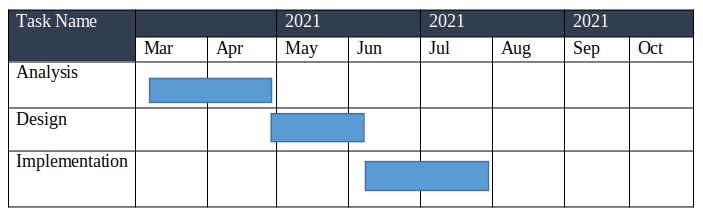 Task Name 2021 2021 2021
Mar Apr May Jun Jul Aug Sep Oct
Analysis
Design
Implementation